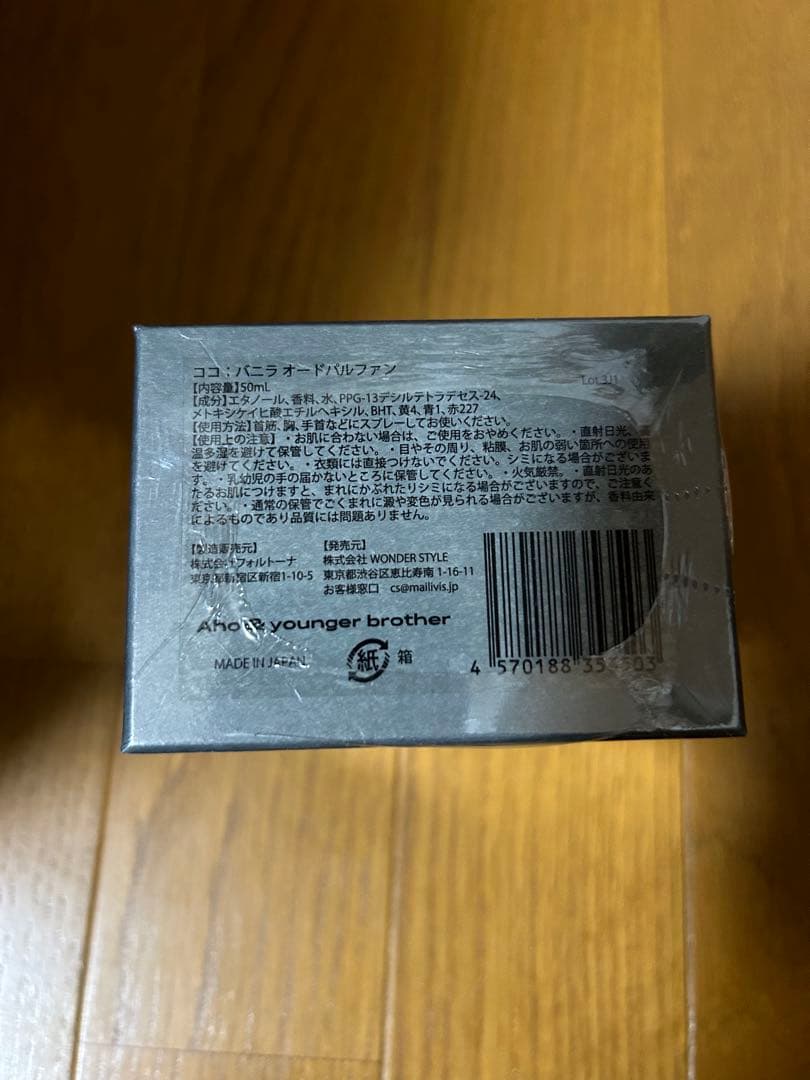 ココ：バニラ オードパルファン
Lot.3J1
【内容量】50mL
【成分】エタノール、香料、水、PPG-13デシルテトラデセス-24、
メトキシケイヒ酸エチルヘキシル、BHT、黄4、青1、赤227
【使用方法】首筋、胸、手首などにスプレーしてお使いください。
【使用上の注意】・お肌に合わない場合は、ご使用をおやめください。・直射日光、高
温多湿を避けて保管してください。・目やその周り、粘膜、お肌の弱い箇所への使用
を避けてください。・衣類には直接つけないでください。シミになる場合がございま
す。・乳幼児の手の届かないところに保管してください。・火気厳禁。・直射日光のあ
たるお肌につけますと、まれにかぶれたりシミになる場合がございますので、ご注意く
ださい。・通常の保管でごくまれに澱や変色が見られる場合がございますが、香料由来
によるものであり品質には問題ありません。
【製造販売元】
株式会社フォルトーナ
東京都新宿区新宿1-10-5
【発売元】
株式会社 WONDER STYLE
東京都渋谷区恵比寿南 1-16-11
お客様窓口 cs@mailivis.jp
Aho & younger brother
MADE IN JAPAN
紙 箱
4 570188 354503